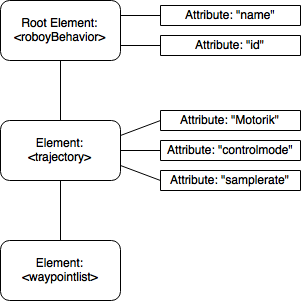 Root Element:
<roboyBehavior>
Attribute: "name"
Attribute: "id"
Element:
<trajectory>
Attribute: "Motorik"
Attribute: "controlmode"
Attribute: "samplerate"
Element:
<waypointlist>